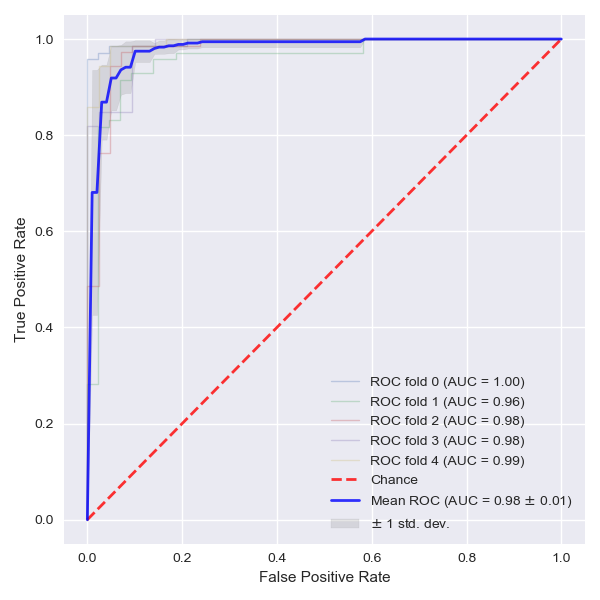 1.0
0.8
0.6
0.4
0.2
0.0
True Positive Rate
ROC fold 0 (AUC = 1.00)
ROC fold 1 (AUC = 0.96)
ROC fold 2 (AUC = 0.98)
ROC fold 3 (AUC = 0.98)
ROC fold 4 (AUC = 0.99)
Chance
Mean ROC (AUC = 0.98 ± 0.01)
± 1 std. dev.
0.0 0.2 0.4 0.6 0.8 1.0
False Positive Rate